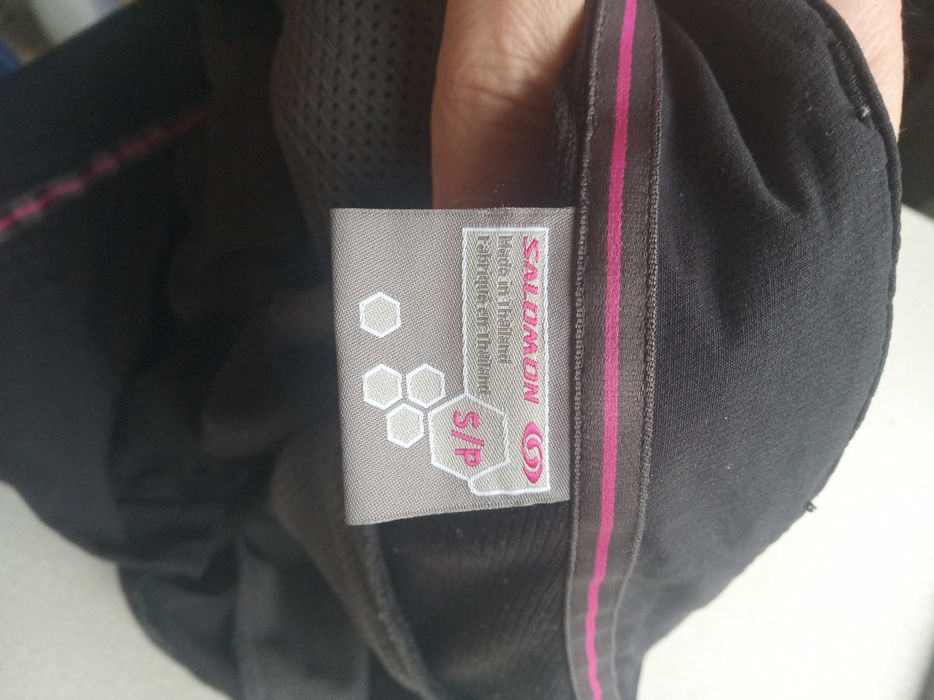 SALOMON
Made in Thailand
Fabriqué en Thaïlande
S/P